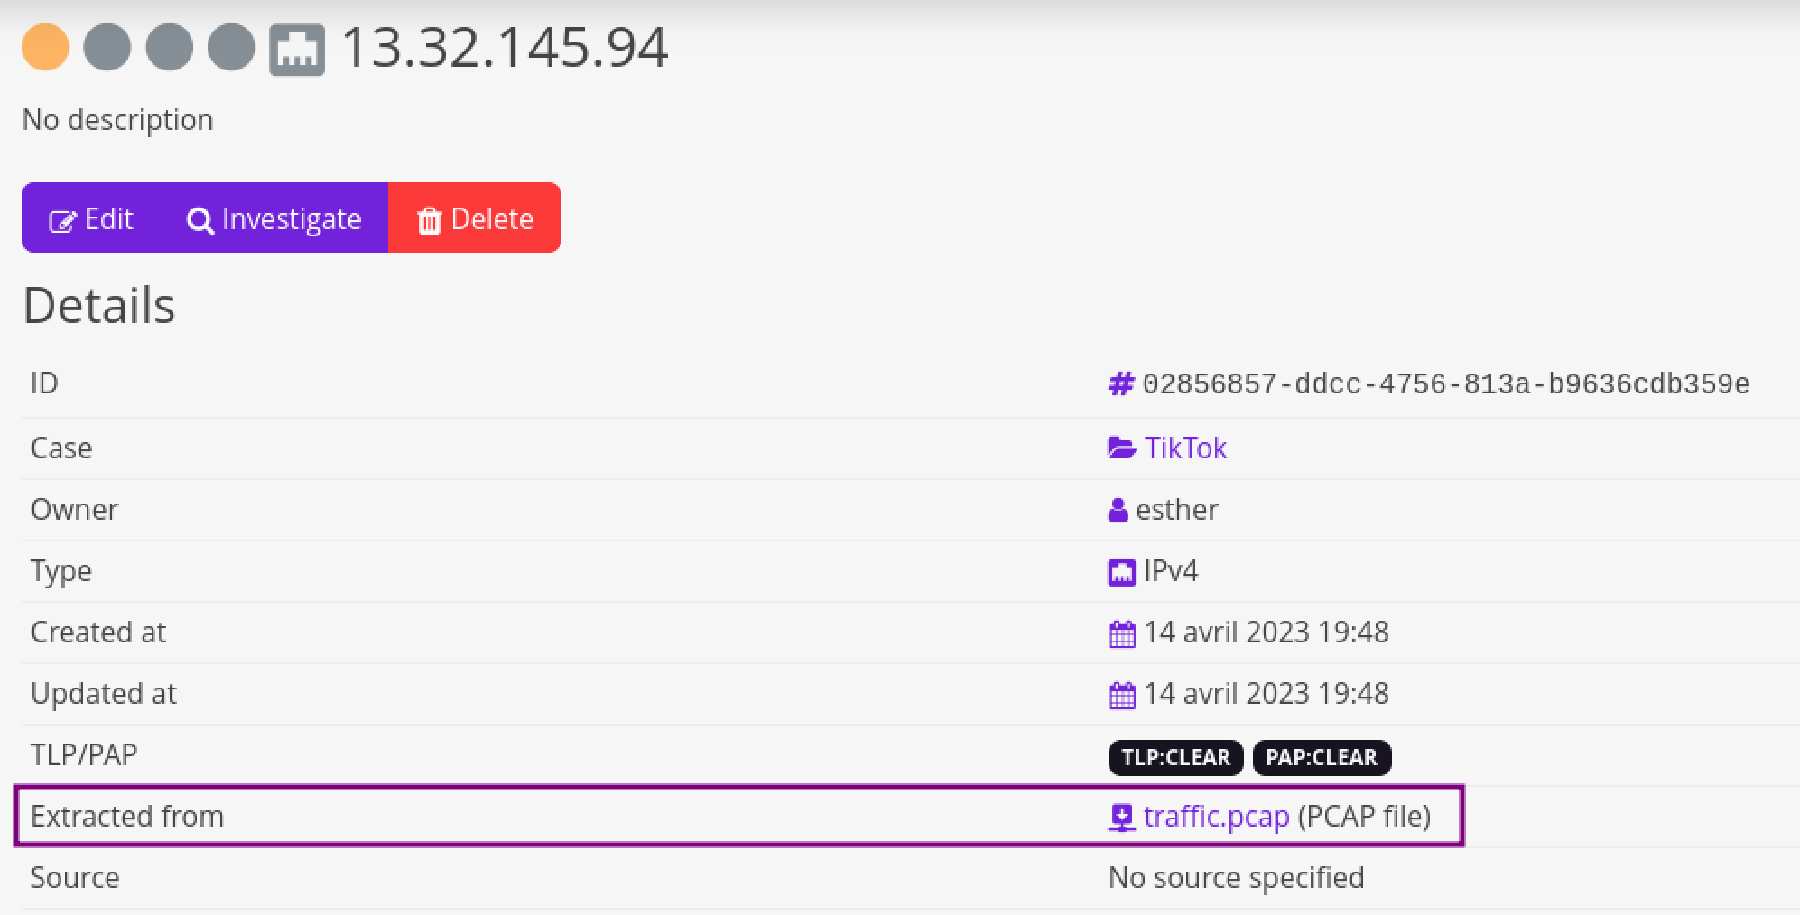 13.32.145.94
No description
Edit Investigate Delete
Details
ID # 02856857-ddcc-4756-813a-b9636cdb359e
Case TikTok
Owner esther
Type IPv4
Created at 14 avril 2023 19:48
Updated at 14 avril 2023 19:48
TLP/PAP TLP:CLEAR PAP:CLEAR
Extracted from traffic.pcap (PCAP file)
Source No source specified